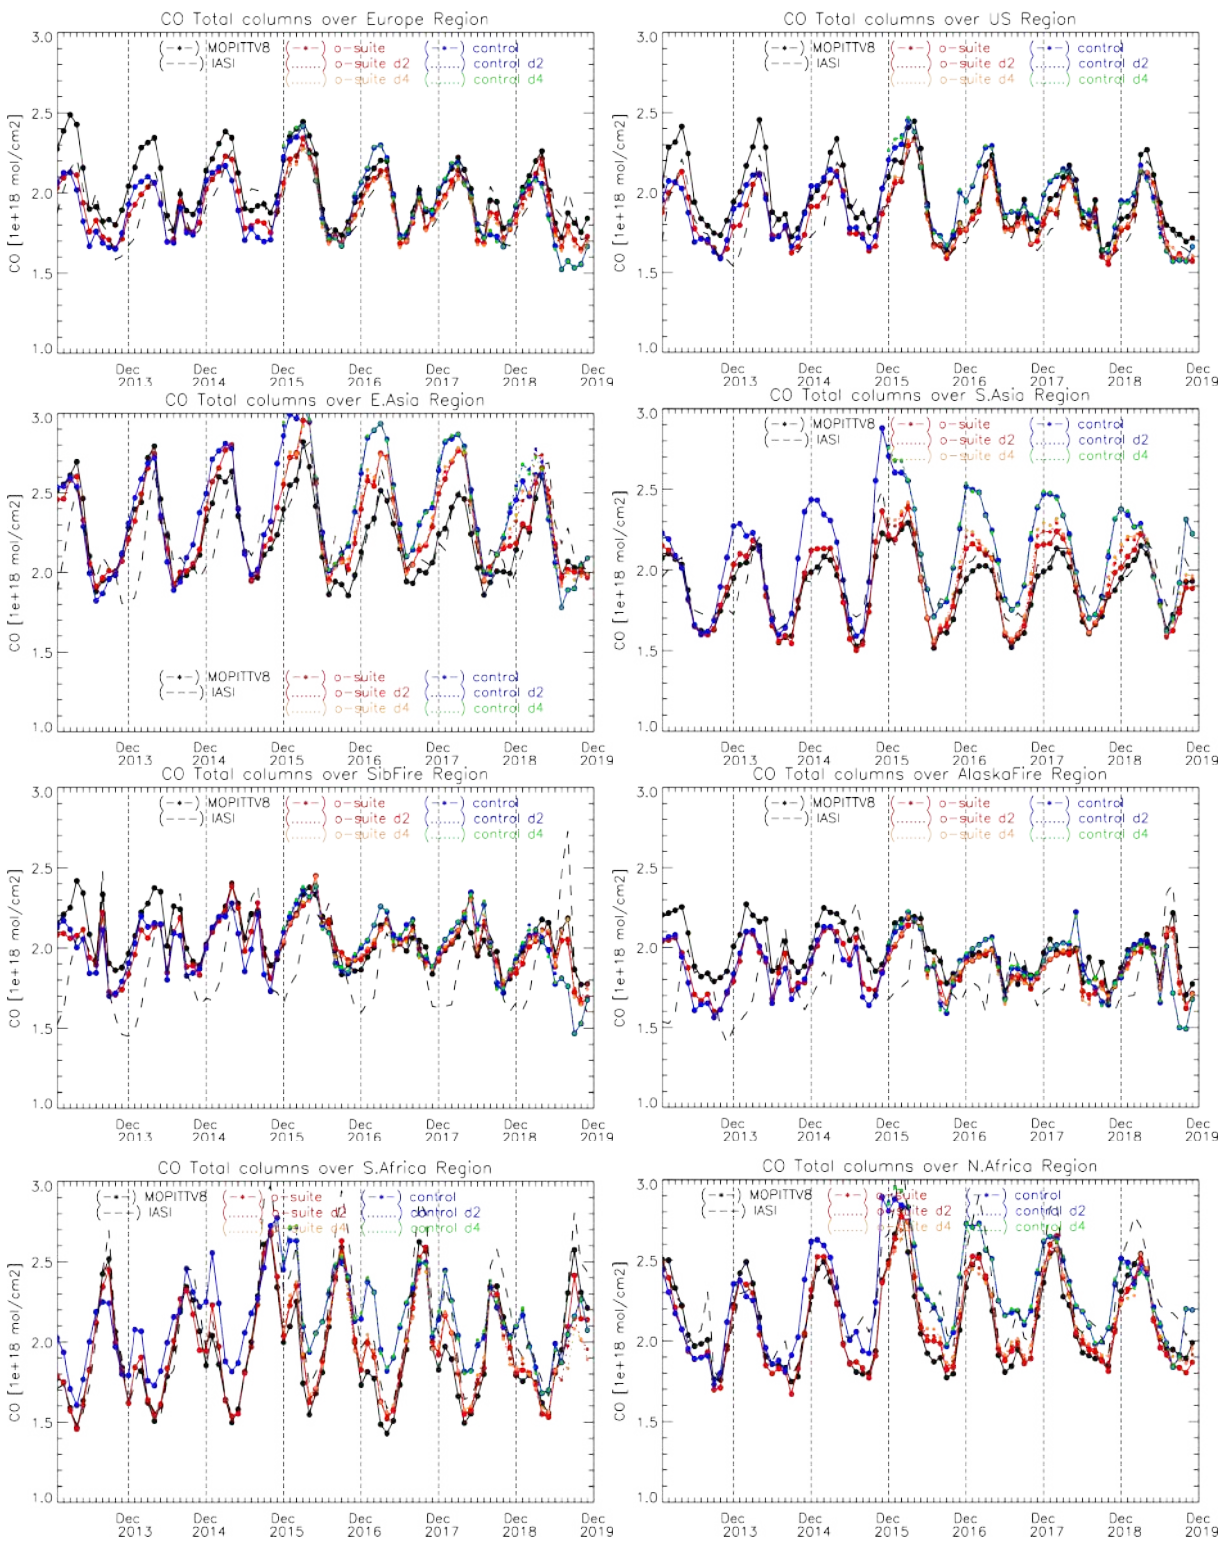 CO Total columns over Europe Region
3.0
2.5
2.0
1.5
1.0
CO [1e+18 mol/cm2]
(-•-) MOPITTV8 (-•-) o-suite (-•-) control
(---) IASI (......) o-suite d2 (......) control d2
(......) o-suite d4 (......) control d4
Dec Dec Dec Dec Dec Dec Dec
2013 2014 2015 2016 2017 2018 2019
CO Total columns over US Region
3.0
2.5
2.0
1.5
1.0
CO [1e+18 mol/cm2]
(-•-) MOPITTV8 (-•-) o-suite (-•-) control
(---) IASI (......) o-suite d2 (......) control d2
(......) o-suite d4 (......) control d4
Dec Dec Dec Dec Dec Dec Dec
2013 2014 2015 2016 2017 2018 2019
CO Total columns over E.Asia Region
3.0
2.5
2.0
1.5
1.0
CO [1e+18 mol/cm2]
(-•-) MOPITTV8 (-•-) o-suite (-•-) control
(---) IASI (......) o-suite d2 (......) control d2
(......) o-suite d4 (......) control d4
Dec Dec Dec Dec Dec Dec Dec
2013 2014 2015 2016 2017 2018 2019
CO Total columns over S.Asia Region
3.0
2.5
2.0
1.5
1.0
CO [1e+18 mol/cm2]
(-•-) MOPITTV8 (-•-) o-suite (-•-) control
(---) IASI (......) o-suite d2 (......) control d2
(......) o-suite d4 (......) control d4
Dec Dec Dec Dec Dec Dec Dec
2013 2014 2015 2016 2017 2018 2019
CO Total columns over SibFire Region
3.0
2.5
2.0
1.5
1.0
CO [1e+18 mol/cm2]
(-•-) MOPITTV8 (-•-) o-suite (-•-) control
(---) IASI (......) o-suite d2 (......) control d2
(......) o-suite d4 (......) control d4
Dec Dec Dec Dec Dec Dec Dec
2013 2014 2015 2016 2017 2018 2019
CO Total columns over AlaskaFire Region
3.0
2.5
2.0
1.5
1.0
CO [1e+18 mol/cm2]
(-•-) MOPITTV8 (-•-) o-suite (-•-) control
(---) IASI (......) o-suite d2 (......) control d2
(......) o-suite d4 (......) control d4
Dec Dec Dec Dec Dec Dec Dec
2013 2014 2015 2016 2017 2018 2019
CO Total columns over S.Africa Region
3.0
2.5
2.0
1.5
1.0
CO [1e+18 mol/cm2]
(-•-) MOPITTV8 (-•-) o-suite (-•-) control
(---) IASI (......) o-suite d2 (......) control d2
(......) o-suite d4 (......) control d4
Dec Dec Dec Dec Dec Dec Dec
2013 2014 2015 2016 2017 2018 2019
CO Total columns over N.Africa Region
3.0
2.5
2.0
1.5
1.0
CO [1e+18 mol/cm2]
(-•-) MOPITTV8 (-•-) o-suite (-•-) control
(---) IASI (......) o-suite d2 (......) control d2
(......) o-suite d4 (......) control d4
Dec Dec Dec Dec Dec Dec Dec
2013 2014 2015 2016 2017 2018 2019